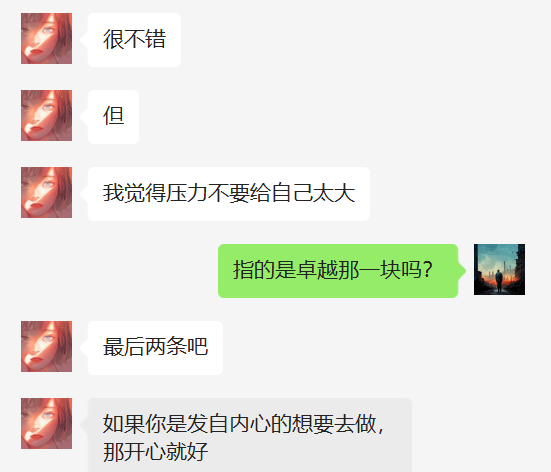 很不错
但
我觉得压力不要给自己太大
指的是卓越那一块吗？
最后两条吧
如果你是发自内心的想要去做，
那开心就好